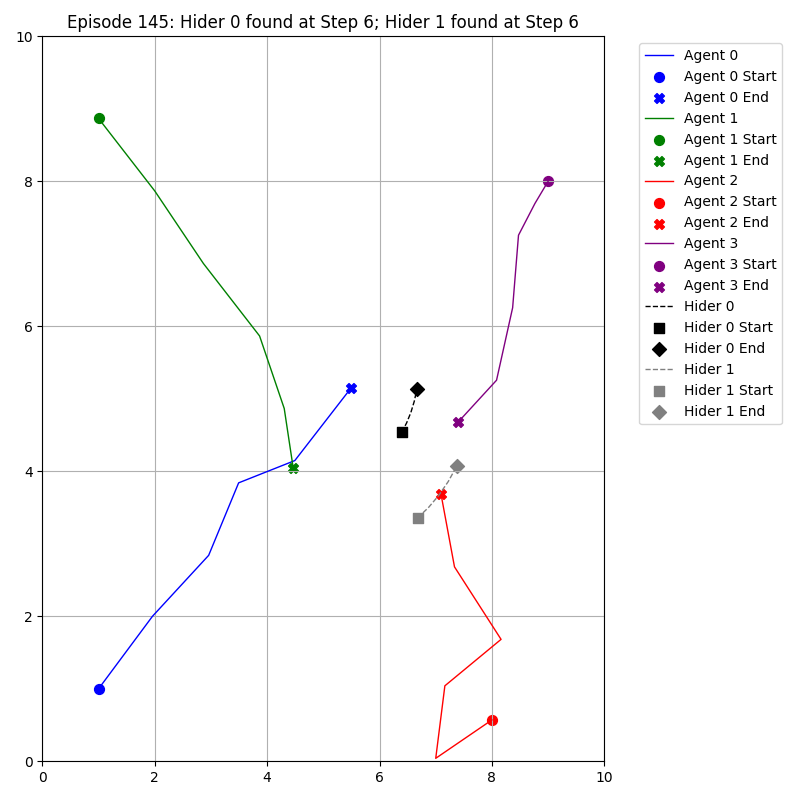 Episode 145: Hider 0 found at Step 6; Hider 1 found at Step 6
10
8
6
4
2
0
0 2 4 6 8 10
Agent 0
Agent 0 Start
Agent 0 End
Agent 1
Agent 1 Start
Agent 1 End
Agent 2
Agent 2 Start
Agent 2 End
Agent 3
Agent 3 Start
Agent 3 End
Hider 0
Hider 0 Start
Hider 0 End
Hider 1
Hider 1 Start
Hider 1 End